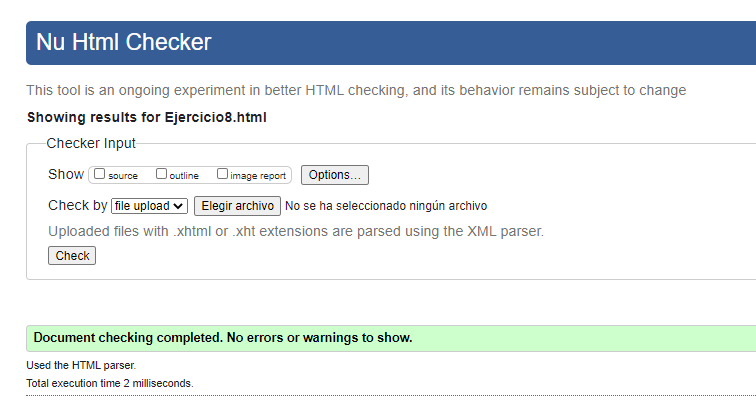 Nu Html Checker
This tool is an ongoing experiment in better HTML checking, and its behavior remains subject to change
Showing results for Ejercicio8.html
Checker Input
Show source outline image report Options...
Check by file upload Elegir archivo No se ha seleccionado ningún archivo
Uploaded files with .xhtml or .xht extensions are parsed using the XML parser.
Check
Document checking completed. No errors or warnings to show.
Used the HTML parser.
Total execution time 2 milliseconds.